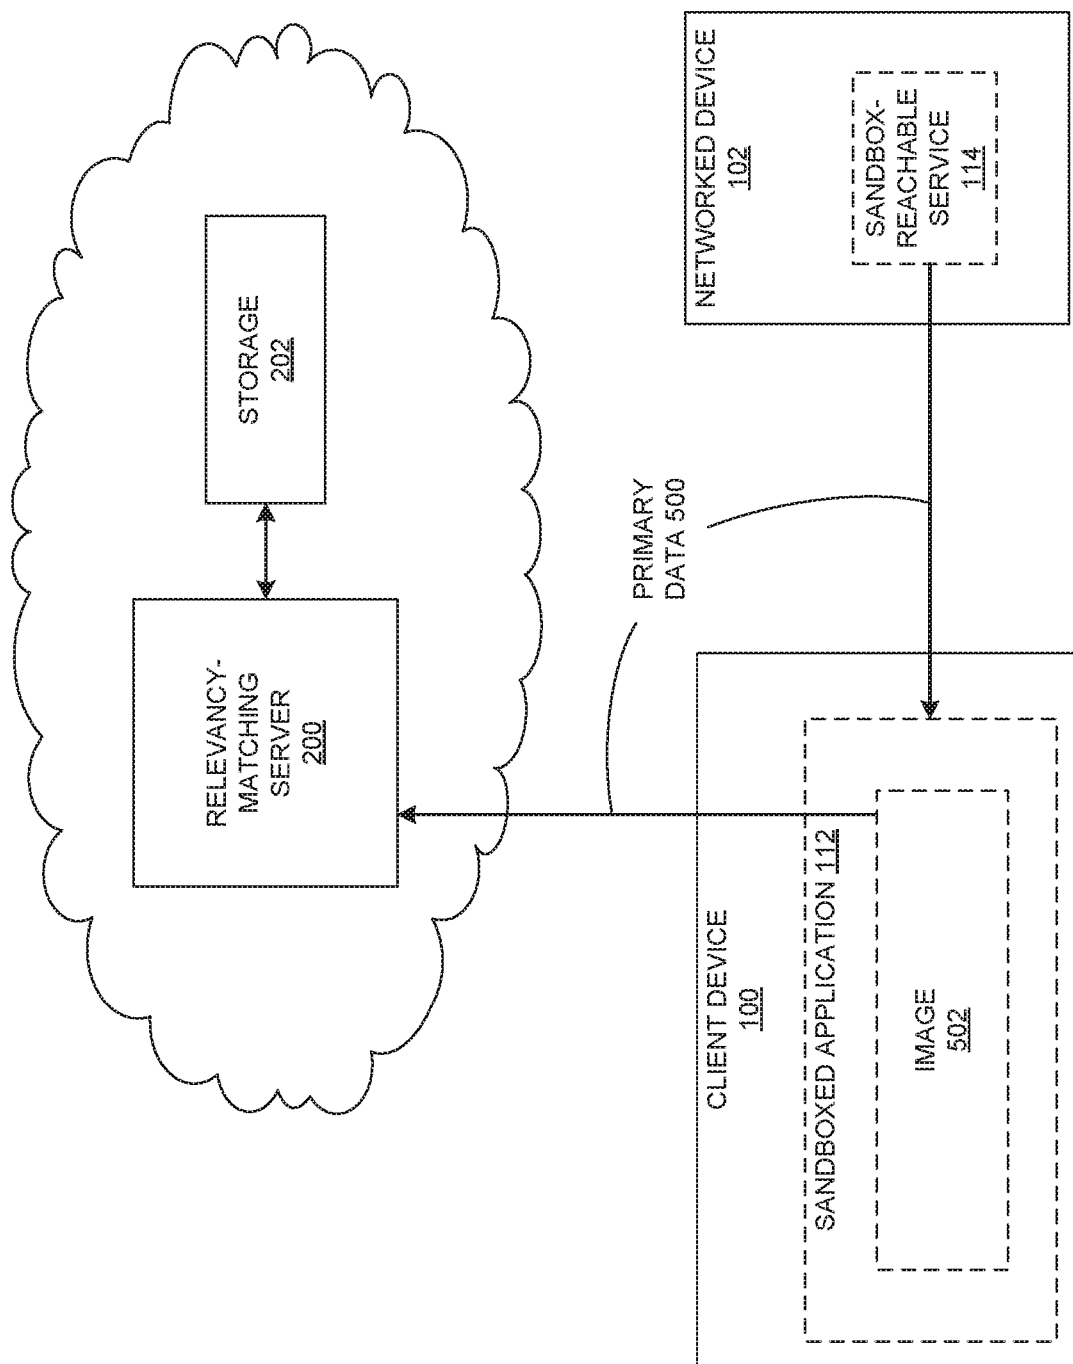 RELEVANCY-
MATCHING
SERVER
200
STORAGE
202
PRIMARY
DATA 500
CLIENT DEVICE
100
SANDBOXED APPLICATION 112
IMAGE
502
NETWORKED DEVICE
102
SANDBOX-
REACHABLE
SERVICE
114